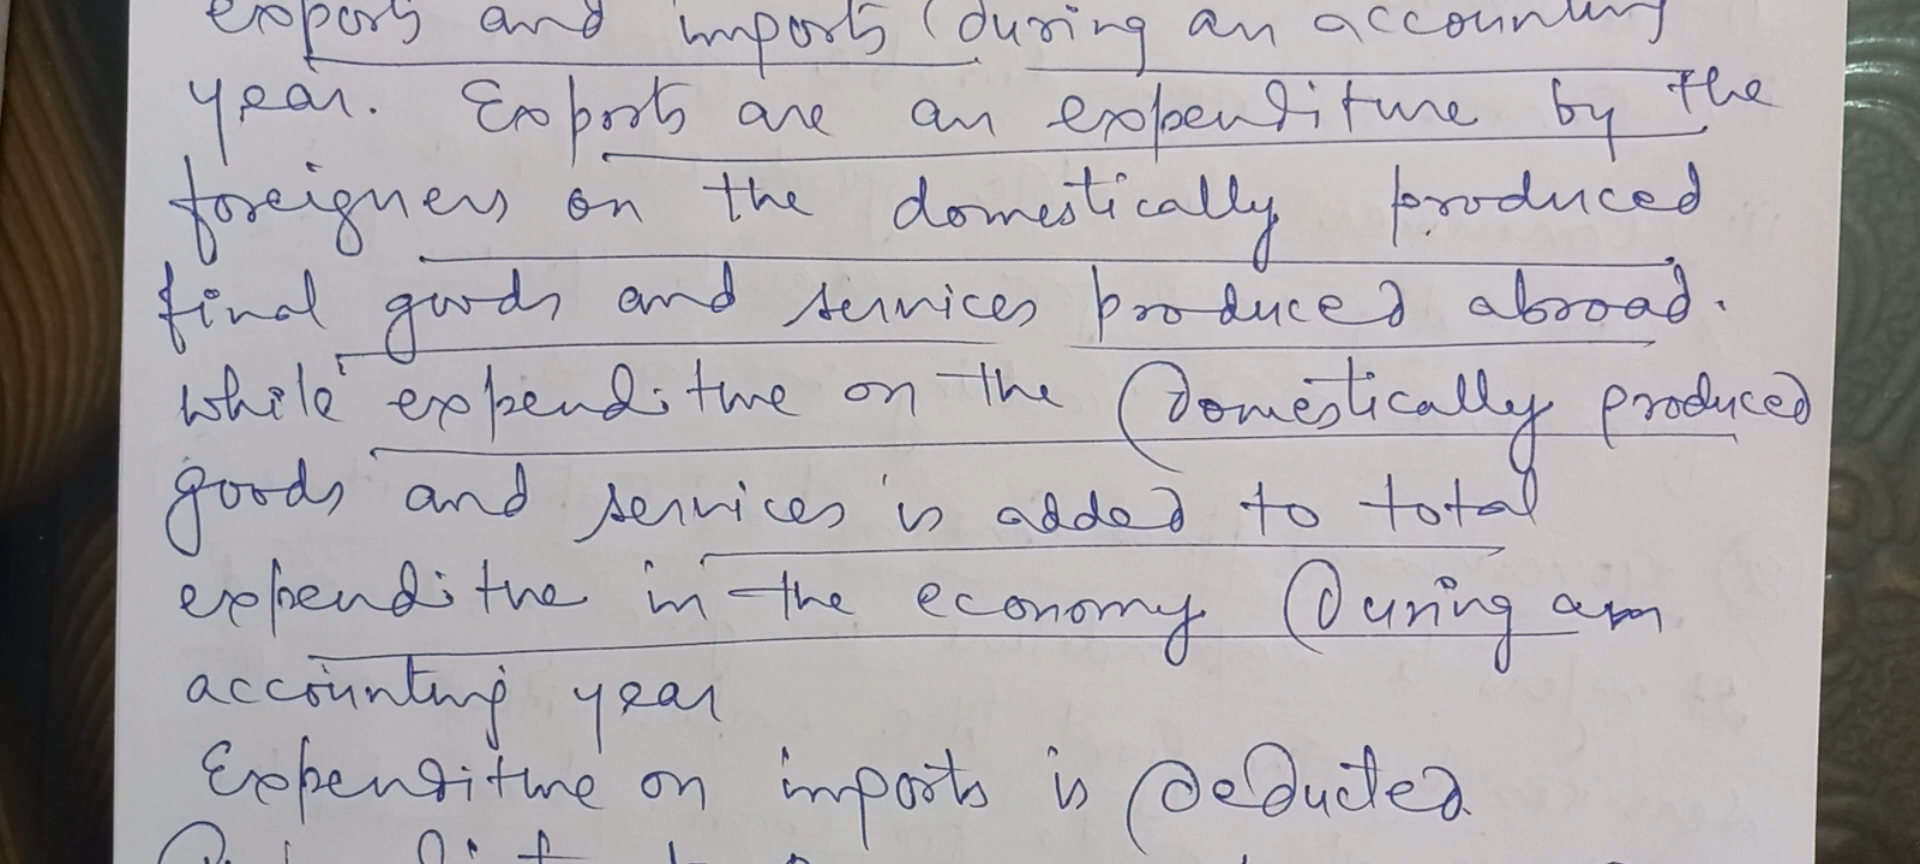 exports and imports (during an accounting
year. Exports are an expenditure by the
foreigners on the domestically produced
final goods and services produced abroad.
while expenditure on the domestically produced
goods and services is added to total
expenditure in the economy During an
accounting year
Expenditure on imports is deducted